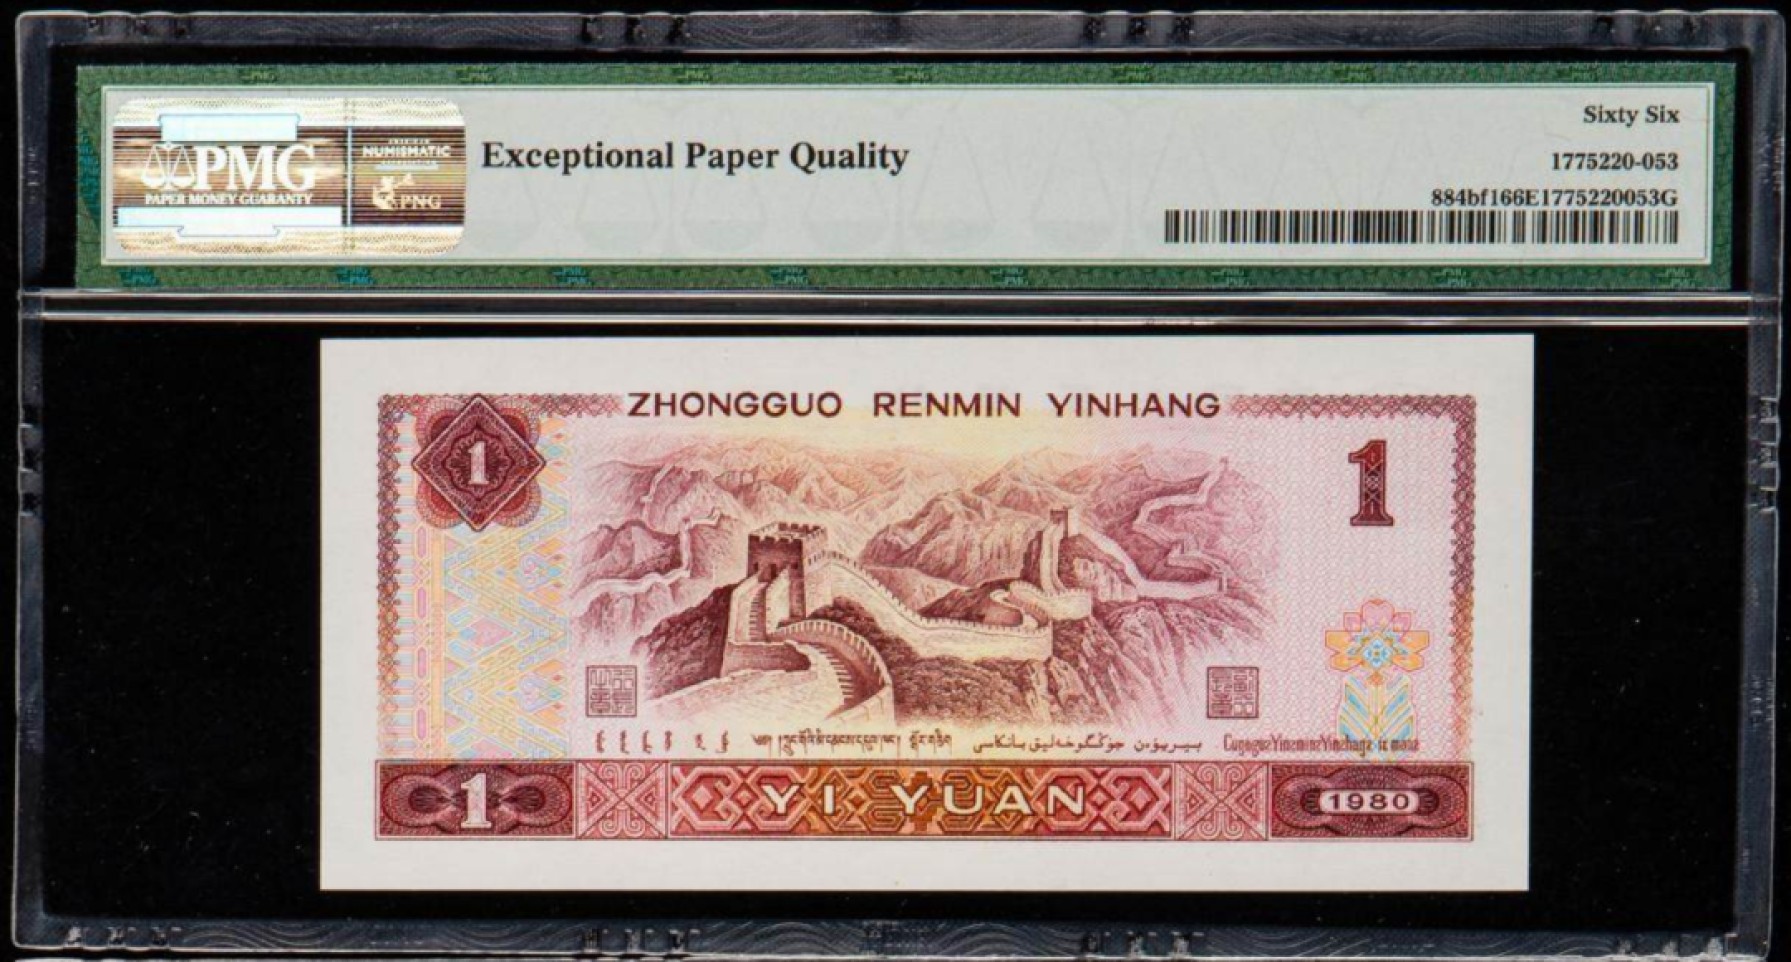 Sixty Six
PMG
PAPER MONEY GUARANTY
NUMISMATIC
PNG
Exceptional Paper Quality
1775220-053
884bf166E1775220053G
ZHONGGUO RENMIN YINHANG
1
1
1
YI YUAN
1980